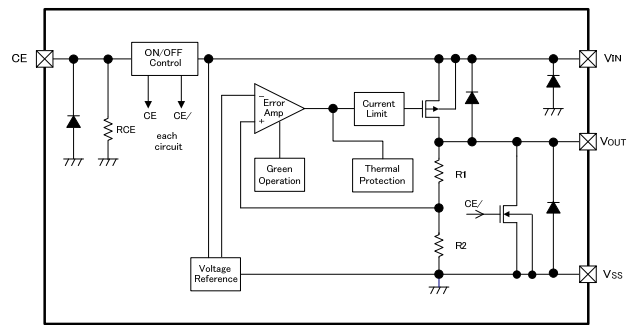 CE
ON/OFF
Control
VIN
CE
CE/
each
circuit
RCE
−
Error
Amp
+
Current
Limit
Green
Operation
Thermal
Protection
VOUT
R1
CE/
R2
Voltage
Reference
VSS